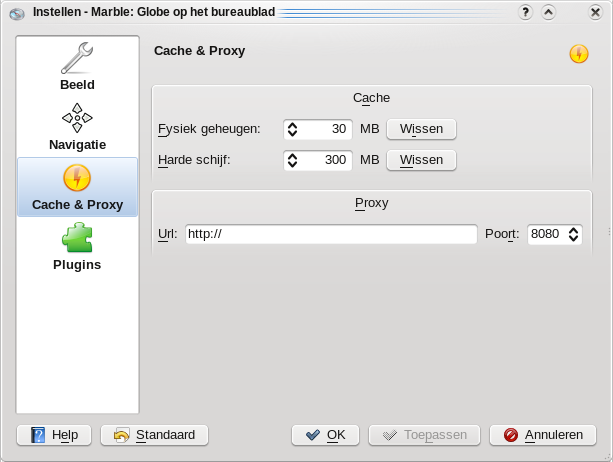 Instellen - Marble: Globe op het bureaublad
Beeld
Navigatie
Cache & Proxy
Plugins
Cache & Proxy
Cache
Fysiek geheugen: 30 MB Wissen
Harde schijf: 300 MB Wissen
Proxy
Url: http:// Poort: 8080
Help Standaard OK Toepassen Annuleren